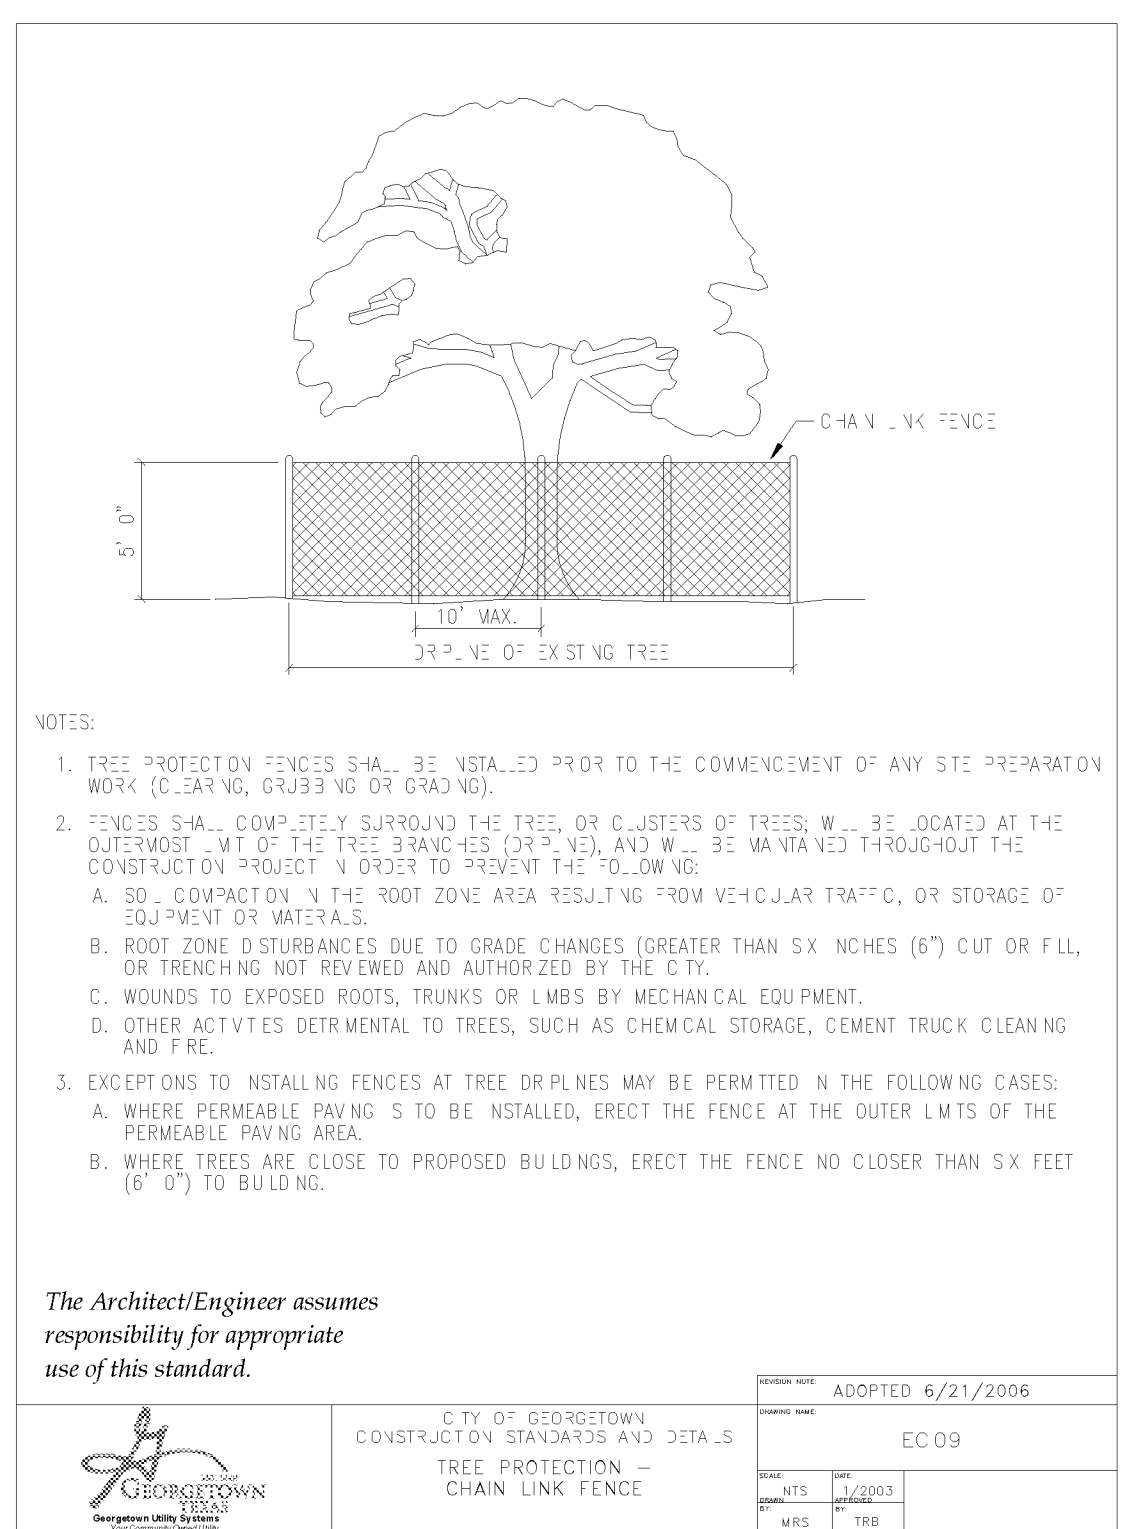 CHAIN LINK FENCE
5' 0"
10' MAX.
DRIPLINE OF EXISTING TREE
NOTES:
1. TREE PROTECTION FENCES SHALL BE INSTALLED PRIOR TO THE COMMENCEMENT OF ANY SITE PREPARATION
WORK (CLEARING, GRUBBING OR GRADING).
2. FENCES SHALL COMPLETELY SURROUND THE TREE, OR CLUSTERS OF TREES; WILL BE LOCATED AT THE
OUTERMOST LIMIT OF THE TREE BRANCHES (DRIPLINE), AND WILL BE MAINTAINED THROUGHOUT THE
CONSTRUCTION PROJECT IN ORDER TO PREVENT THE FOLLOWING:
A. SOIL COMPACTION IN THE ROOT ZONE AREA RESULTING FROM VEHICULAR TRAFFIC, OR STORAGE OF
EQUIPMENT OR MATERIALS.
B. ROOT ZONE DISTURBANCES DUE TO GRADE CHANGES (GREATER THAN SIX INCHES (6") CUT OR FILL,
OR TRENCHING NOT REVIEWED AND AUTHORIZED BY THE CITY.
C. WOUNDS TO EXPOSED ROOTS, TRUNKS OR LIMBS BY MECHANICAL EQUIPMENT.
D. OTHER ACTIVITIES DETRIMENTAL TO TREES, SUCH AS CHEMICAL STORAGE, CEMENT TRUCK CLEANING
AND FIRE.
3. EXCEPTIONS TO INSTALLING FENCES AT TREE DRIPLINES MAY BE PERMITTED IN THE FOLLOWING CASES:
A. WHERE PERMEABLE PAVING IS TO BE INSTALLED, ERECT THE FENCE AT THE OUTER LIMITS OF THE
PERMEABLE PAVING AREA.
B. WHERE TREES ARE CLOSE TO PROPOSED BUILDINGS, ERECT THE FENCE NO CLOSER THAN SIX FEET
(6' 0") TO BUILDING.
The Architect/Engineer assumes
responsibility for appropriate
use of this standard.
REVISION NOTE:
ADOPTED 6/21/2006
GEORGETOWN
TEXAS
Georgetown Utility Systems
Your Community Owned Utility
CITY OF GEORGETOWN
CONSTRUCTION STANDARDS AND DETAILS
TREE PROTECTION –
CHAIN LINK FENCE
DRAWING NAME:
EC09
SCALE:
NTS
DATE:
1/2003
DRAWN
BY:
MRS
APPROVED
BY:
TRB